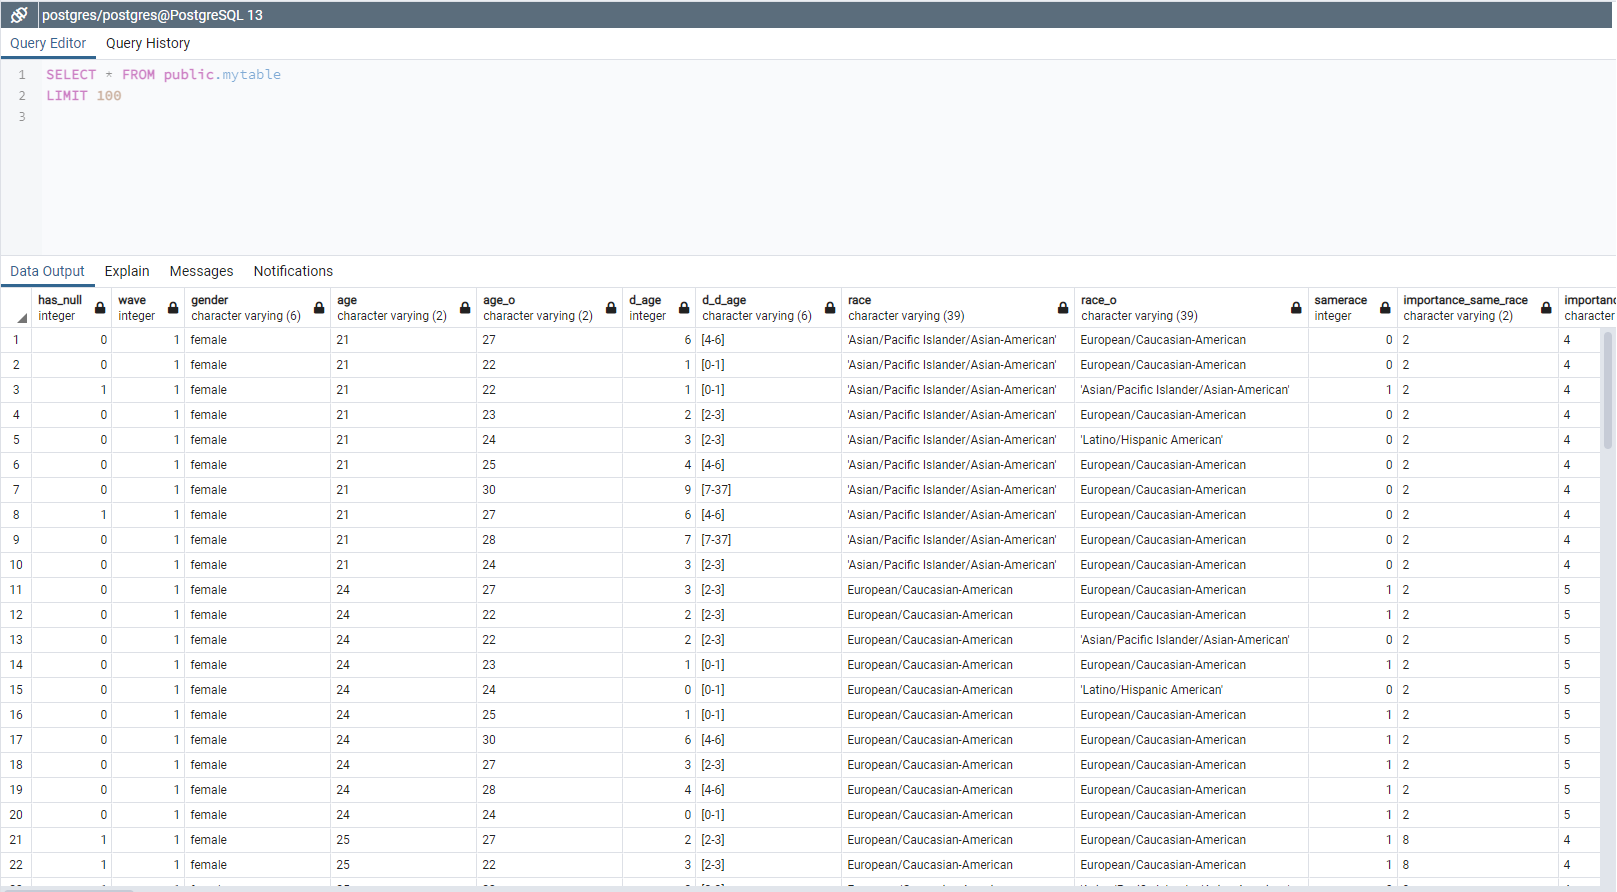 postgres/postgres@PostgreSQL 13
Query Editor Query History
1 SELECT * FROM public.mytable
2 LIMIT 100
3
Data Output Explain Messages Notifications
has_null wave gender age age_o d_age d_d_age race race_o samerace importance_same_race importanc
integer integer character varying (6) character varying (2) character varying (2) integer character varying (6) character varying (39) character varying (39) integer character varying (2) character
1 0 1 female 21 27 6 [4-6] 'Asian/Pacific Islander/Asian-American' European/Caucasian-American 0 2 4
2 0 1 female 21 22 1 [0-1] 'Asian/Pacific Islander/Asian-American' European/Caucasian-American 0 2 4
3 1 1 female 21 22 1 [0-1] 'Asian/Pacific Islander/Asian-American' 'Asian/Pacific Islander/Asian-American' 1 2 4
4 0 1 female 21 23 2 [2-3] 'Asian/Pacific Islander/Asian-American' European/Caucasian-American 0 2 4
5 0 1 female 21 24 3 [2-3] 'Asian/Pacific Islander/Asian-American' 'Latino/Hispanic American' 0 2 4
6 0 1 female 21 25 4 [4-6] 'Asian/Pacific Islander/Asian-American' European/Caucasian-American 0 2 4
7 0 1 female 21 30 9 [7-37] 'Asian/Pacific Islander/Asian-American' European/Caucasian-American 0 2 4
8 1 1 female 21 27 6 [4-6] 'Asian/Pacific Islander/Asian-American' European/Caucasian-American 0 2 4
9 0 1 female 21 28 7 [7-37] 'Asian/Pacific Islander/Asian-American' European/Caucasian-American 0 2 4
10 0 1 female 21 24 3 [2-3] 'Asian/Pacific Islander/Asian-American' European/Caucasian-American 0 2 4
11 0 1 female 24 27 3 [2-3] European/Caucasian-American European/Caucasian-American 1 2 5
12 0 1 female 24 22 2 [2-3] European/Caucasian-American European/Caucasian-American 1 2 5
13 0 1 female 24 22 2 [2-3] European/Caucasian-American 'Asian/Pacific Islander/Asian-American' 0 2 5
14 0 1 female 24 23 1 [0-1] European/Caucasian-American European/Caucasian-American 1 2 5
15 0 1 female 24 24 0 [0-1] European/Caucasian-American 'Latino/Hispanic American' 0 2 5
16 0 1 female 24 25 1 [0-1] European/Caucasian-American European/Caucasian-American 1 2 5
17 0 1 female 24 30 6 [4-6] European/Caucasian-American European/Caucasian-American 1 2 5
18 0 1 female 24 27 3 [2-3] European/Caucasian-American European/Caucasian-American 1 2 5
19 0 1 female 24 28 4 [4-6] European/Caucasian-American European/Caucasian-American 1 2 5
20 0 1 female 24 24 0 [0-1] European/Caucasian-American European/Caucasian-American 1 2 5
21 1 1 female 25 27 2 [2-3] European/Caucasian-American European/Caucasian-American 1 8 4
22 1 1 female 25 22 3 [2-3] European/Caucasian-American European/Caucasian-American 1 8 4